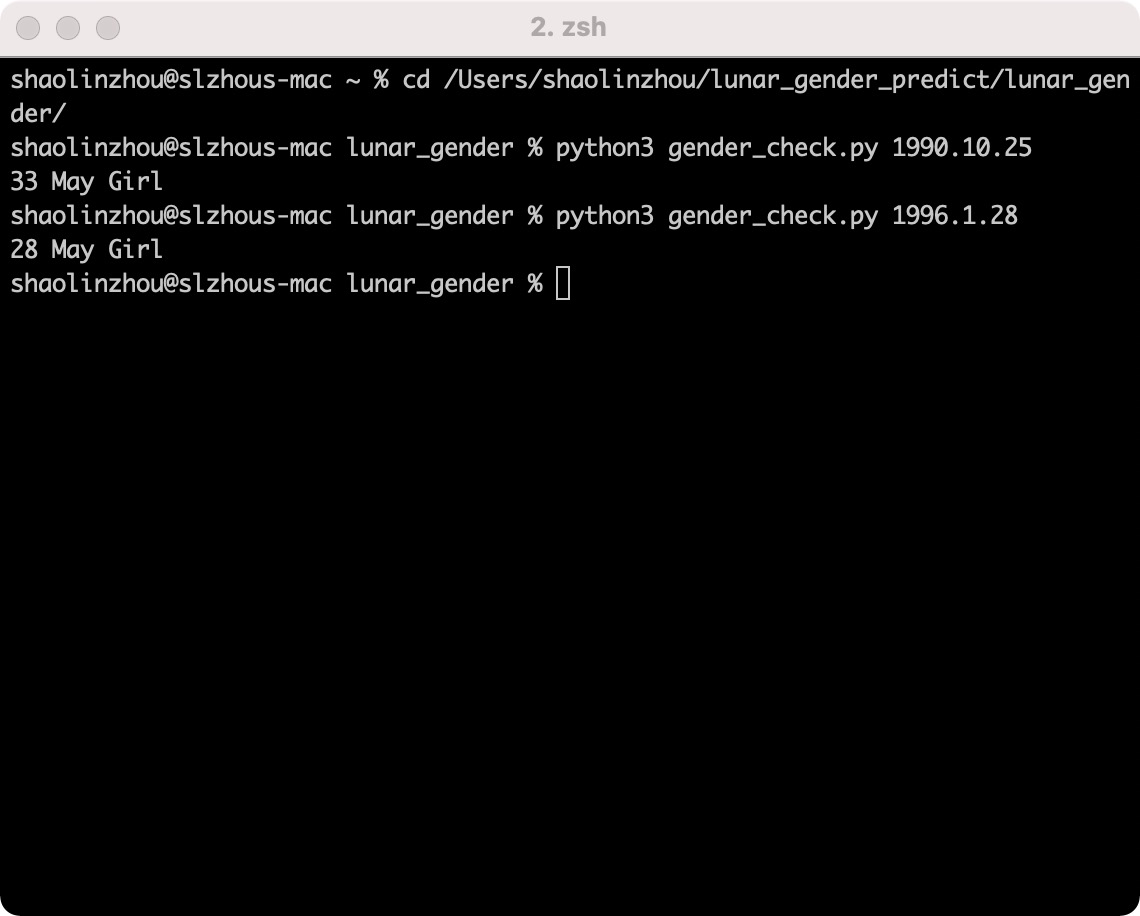 2. zsh
shaolinzhou@slzhous-mac ~ % cd /Users/shaolinzhou/lunar_gender_predict/lunar_gen
der/
shaolinzhou@slzhous-mac lunar_gender % python3 gender_check.py 1990.10.25
33 May Girl
shaolinzhou@slzhous-mac lunar_gender % python3 gender_check.py 1996.1.28
28 May Girl
shaolinzhou@slzhous-mac lunar_gender %